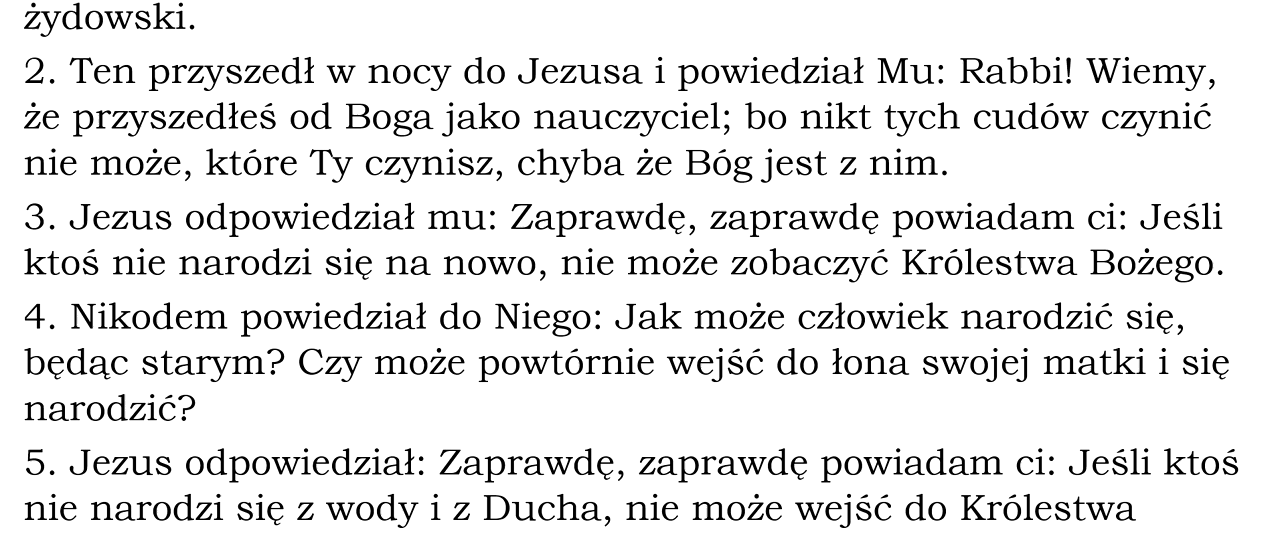 żydowski.
2. Ten przyszedł w nocy do Jezusa i powiedział Mu: Rabbi! Wiemy,
że przyszedłeś od Boga jako nauczyciel; bo nikt tych cudów czynić
nie może, które Ty czynisz, chyba że Bóg jest z nim.
3. Jezus odpowiedział mu: Zaprawdę, zaprawdę powiadam ci: Jeśli
ktoś nie narodzi się na nowo, nie może zobaczyć Królestwa Bożego.
4. Nikodem powiedział do Niego: Jak może człowiek narodzić się,
będąc starym? Czy może powtórnie wejść do łona swojej matki i się
narodzić?
5. Jezus odpowiedział: Zaprawdę, zaprawdę powiadam ci: Jeśli ktoś
nie narodzi się z wody i z Ducha, nie może wejść do Królestwa